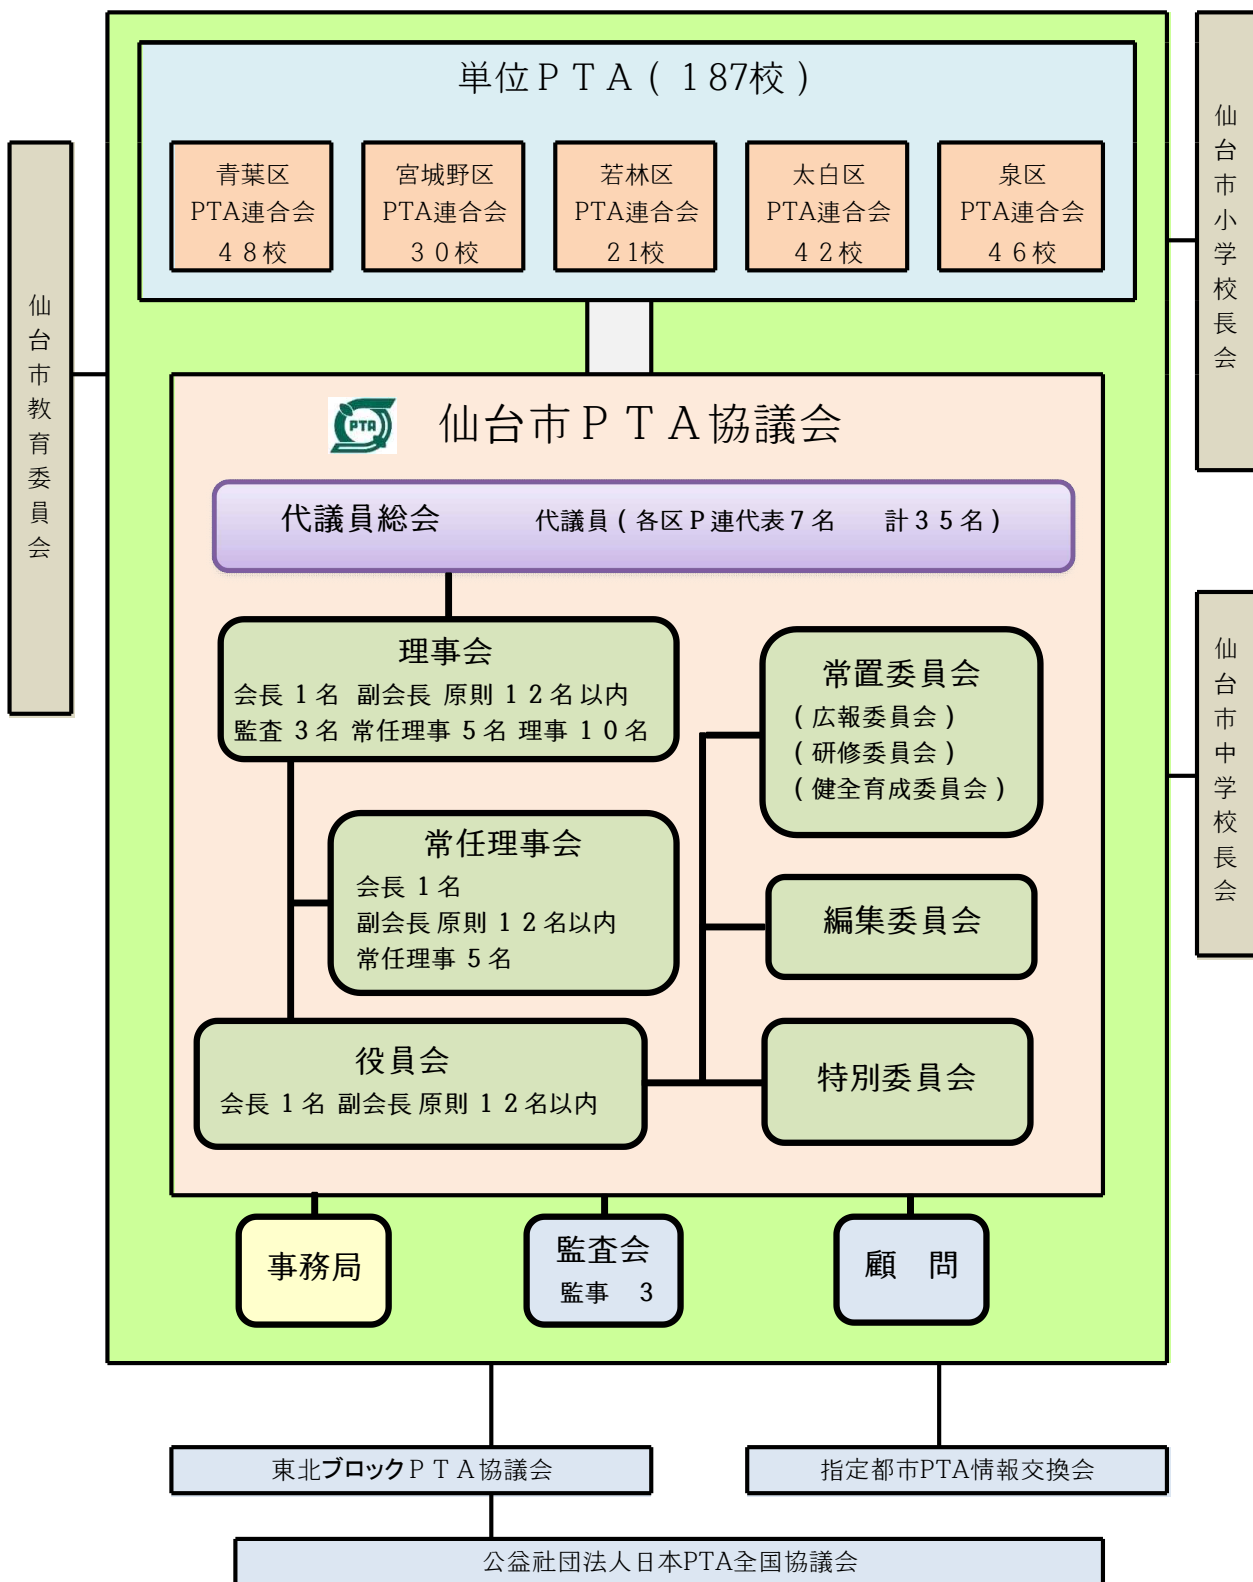 単位ＰＴＡ(１87校)
青葉区
PTA連合会
４８校
宮城野区
PTA連合会
３０校
若林区
PTA連合会
２1校
太白区
PTA連合会
４２校
泉区
PTA連合会
４６校
仙台市教育委員会
仙台市小学校長会
仙台市中学校長会
PTA
仙台市ＰＴＡ協議会
代議員総会　代議員(各区Ｐ連代表７名　計３５名)
理事会
会長 1名 副会長 原則 １２名以内
監査 3名 常任理事 5名 理事 １0名
常任理事会
会長 1名
副会長 原則 １２名以内
常任理事 5名
役員会
会長 1名 副会長 原則 １２名以内
常置委員会
(広報委員会)
(研修委員会)
(健全育成委員会)
編集委員会
特別委員会
事務局
監査会
監事　3
顧　問
東北ブロックＰＴＡ協議会
指定都市PTA情報交換会
公益社団法人日本PTA全国協議会